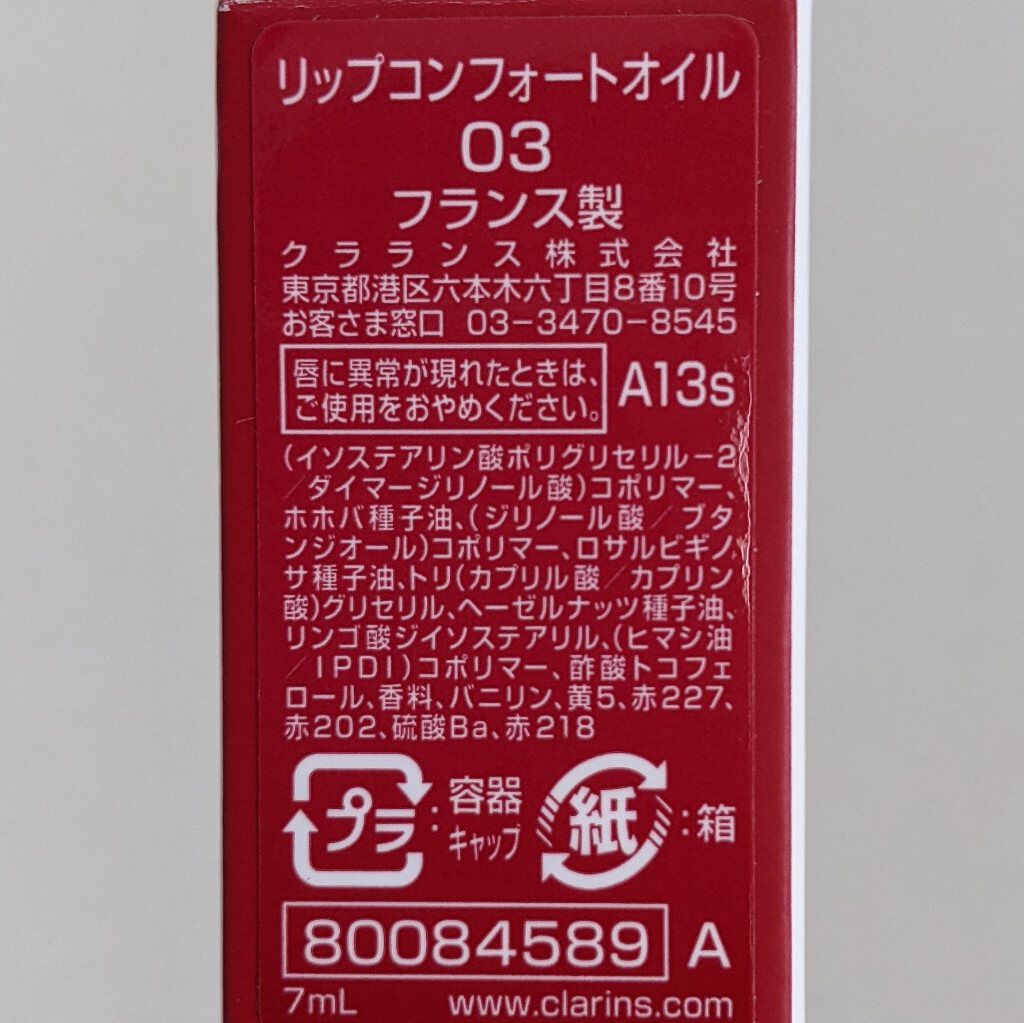 リップコンフォートオイル
03
フランス製
クラランス株式会社
東京都港区六本木六丁目8番10号
お客さま窓口 03-3470-8545
唇に異常が現れたときは、
ご使用をおやめください。
A13s
(イソステアリン酸ポリグリセリル-2
/ダイマージリノール酸)コポリマー、
ホホバ種子油、(ジリノール酸/ブタ
ンジオール)コポリマー、ロサルビギノ
サ種子油、トリ(カプリル酸/カプリン
酸)グリセリル、ヘーゼルナッツ種子油、
リンゴ酸ジイソステアリル、(ヒマシ油
/IPDI)コポリマー、酢酸トコフェ
ロール、香料、バニリン、黄5、赤227、
赤202、硫酸Ba、赤218
プラ:容器
キャップ
紙:箱
80084589 A
7mL www.clarins.com